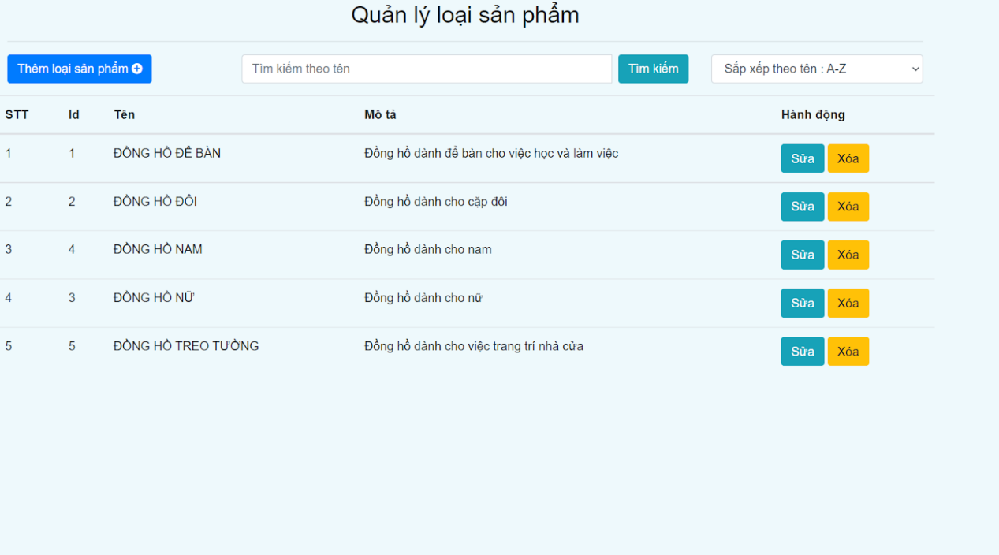 Quản lý loại sản phẩm
Thêm loại sản phẩm Tìm kiếm theo tên Tìm kiếm Sắp xếp theo tên : A-Z
STT Id Tên Mô tả Hành động
1 1 ĐỒNG HỒ ĐỂ BÀN Đồng hồ dành để bàn cho việc học và làm việc Sửa Xóa
2 2 ĐỒNG HỒ ĐÔI Đồng hồ dành cho cặp đôi Sửa Xóa
3 4 ĐỒNG HỒ NAM Đồng hồ dành cho nam Sửa Xóa
4 3 ĐỒNG HỒ NỮ Đồng hồ dành cho nữ Sửa Xóa
5 5 ĐỒNG HỒ TREO TƯỜNG Đồng hồ dành cho việc trang trí nhà cửa Sửa Xóa